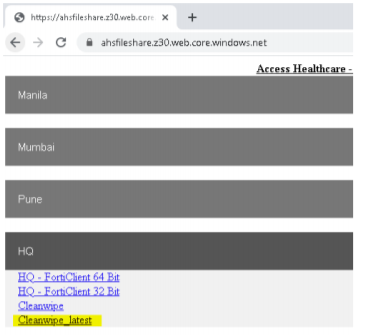 https://ahsfileshare.z30.web.core
ahsfileshare.z30.web.core.windows.net
Access Healthcare -
Manila
Mumbai
Pune
HQ
HQ - FortiClient 64 Bit
HQ - FortiClient 32 Bit
Cleanwipe
Cleanwipe_latest